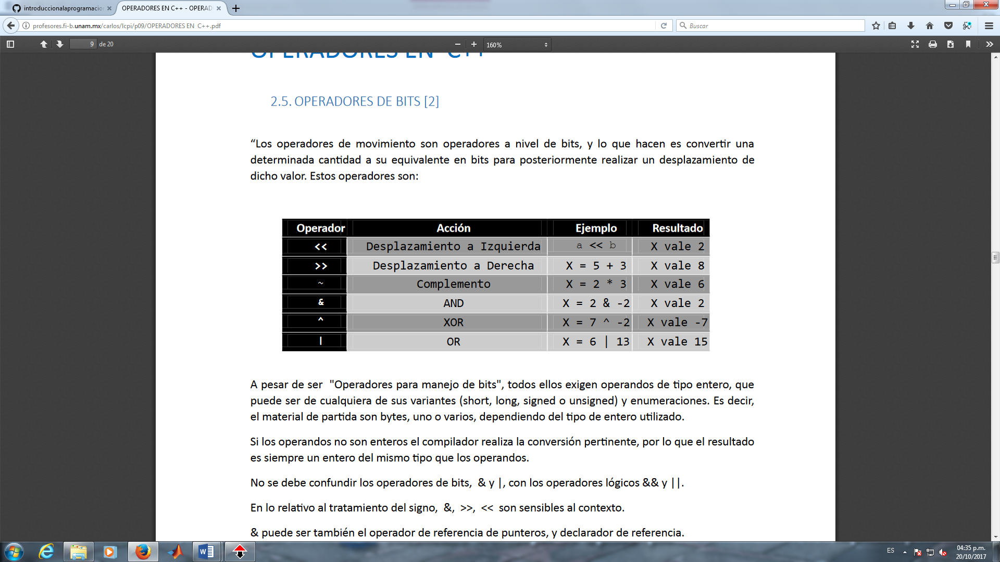 introduccionalaprogramacio
OPERADORES EN C++ - OPERAD
profesores.fi-b.unam.mx/carlos/lcpi/p09/OPERADORES EN C++.pdf
Buscar
9 de 20
160%
OPERADORES EN C++
2.5. OPERADORES DE BITS [2]
“Los operadores de movimiento son operadores a nivel de bits, y lo que hacen es convertir una
determinada cantidad a su equivalente en bits para posteriormente realizar un desplazamiento de
dicho valor. Estos operadores son:
Operador Acción Ejemplo Resultado
<< Desplazamiento a Izquierda a << b X vale 2
>> Desplazamiento a Derecha X = 5 + 3 X vale 8
~ Complemento X = 2 * 3 X vale 6
& AND X = 2 & -2 X vale 2
^ XOR X = 7 ^ -2 X vale -7
| OR X = 6 | 13 X vale 15
A pesar de ser "Operadores para manejo de bits", todos ellos exigen operandos de tipo entero, que
puede ser de cualquiera de sus variantes (short, long, signed o unsigned) y enumeraciones. Es decir,
el material de partida son bytes, uno o varios, dependiendo del tipo de entero utilizado.
Si los operandos no son enteros el compilador realiza la conversión pertinente, por lo que el resultado
es siempre un entero del mismo tipo que los operandos.
No se debe confundir los operadores de bits, & y |, con los operadores lógicos && y ||.
En lo relativo al tratamiento del signo, &, >>, << son sensibles al contexto.
& puede ser también el operador de referencia de punteros, y declarador de referencia.
ES
04:35 p.m.
20/10/2017